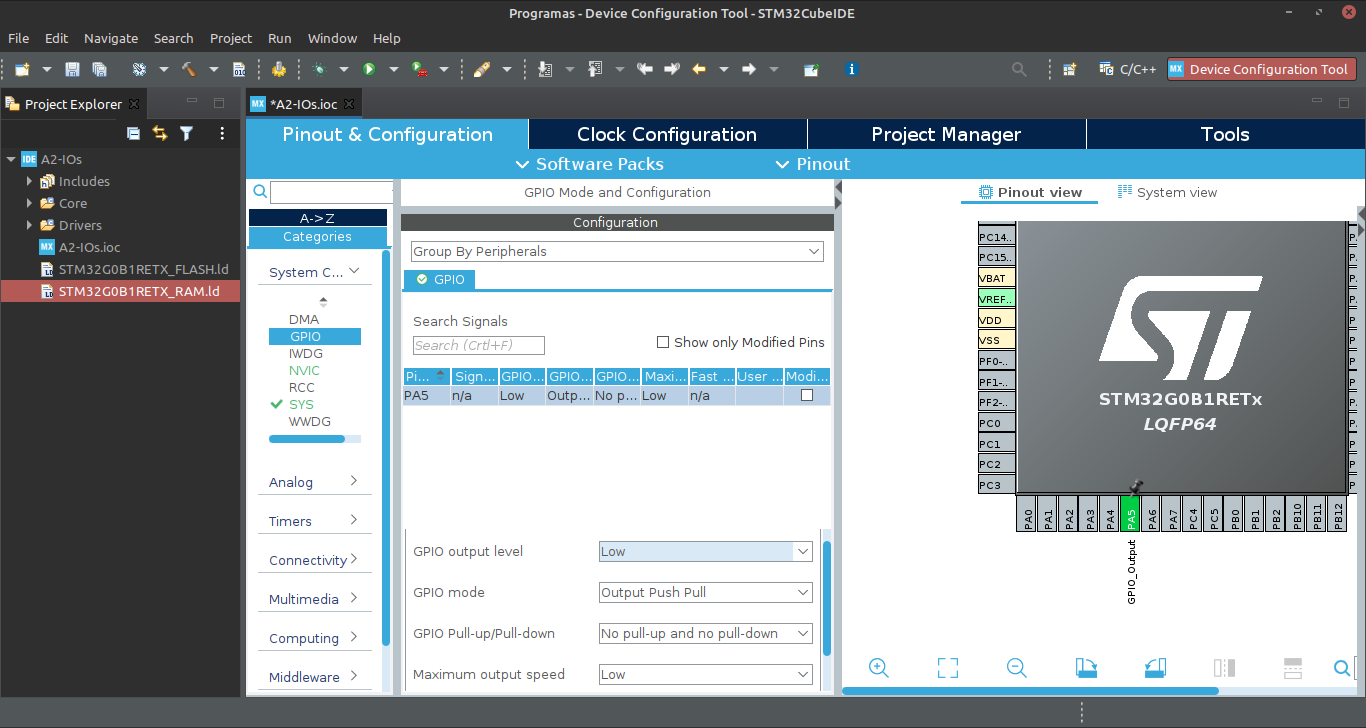 Programas - Device Configuration Tool - STM32CubeIDE
File Edit Navigate Search Project Run Window Help
C/C++ MX Device Configuration Tool
Project Explorer
MX *A2-IOs.ioc
Pinout & Configuration Clock Configuration Project Manager Tools
Software Packs Pinout
IDE A2-IOs
Includes
Core
Drivers
MX A2-IOs.ioc
STM32G0B1RETX_FLASH.ld
STM32G0B1RETX_RAM.ld
A->Z
Categories
System C...
DMA
GPIO
IWDG
NVIC
RCC
SYS
WWDG
Analog
Timers
Connectivity
Multimedia
Computing
Middleware
GPIO Mode and Configuration
Configuration
Group By Peripherals
GPIO
Search Signals
Search (Crtl+F)
Show only Modified Pins
Pi... Sign... GPIO... GPIO... GPIO... Maxi... Fast ... User ... Modi...
PA5 n/a Low Outp... No p... Low n/a
GPIO output level Low
GPIO mode Output Push Pull
GPIO Pull-up/Pull-down No pull-up and no pull-down
Maximum output speed Low
Pinout view System view
PC14..
PC15..
VBAT
VREF..
VDD
VSS
PF0-..
PF1-..
PF2-..
PC0
PC1
PC2
PC3
ST
STM32G0B1RETx
LQFP64
PA0 PA1 PA2 PA3 PA4 PA5 PA6 PA7 PC4 PC5 PB0 PB1 PB2 PB10 PB11 PB12
GPIO_Output